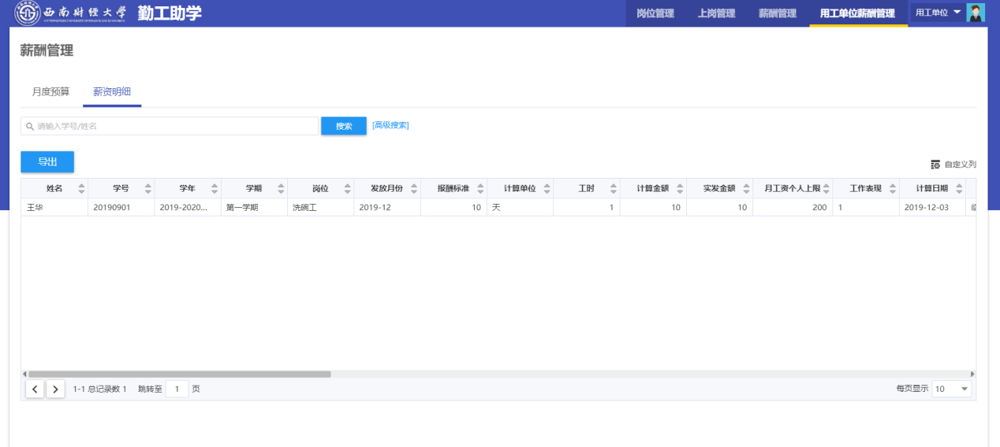 西南财经大学 勤工助学 岗位管理 上岗管理 薪酬管理 用工单位薪酬管理 用工单位
薪酬管理
月度预算 薪资明细
请输入学号/姓名 搜索 [高级搜索]
导出 自定义列
姓名 学号 学年 学期 岗位 发放月份 报酬标准 计算单位 工时 计算金额 实发金额 月工资个人上限 工作表现 计算日期
王华 20190901 2019-2020... 第一学期 洗碗工 2019-12 10 天 1 10 10 200 1 2019-12-03
1-1 总记录数 1 跳转至 1 页 每页显示 10